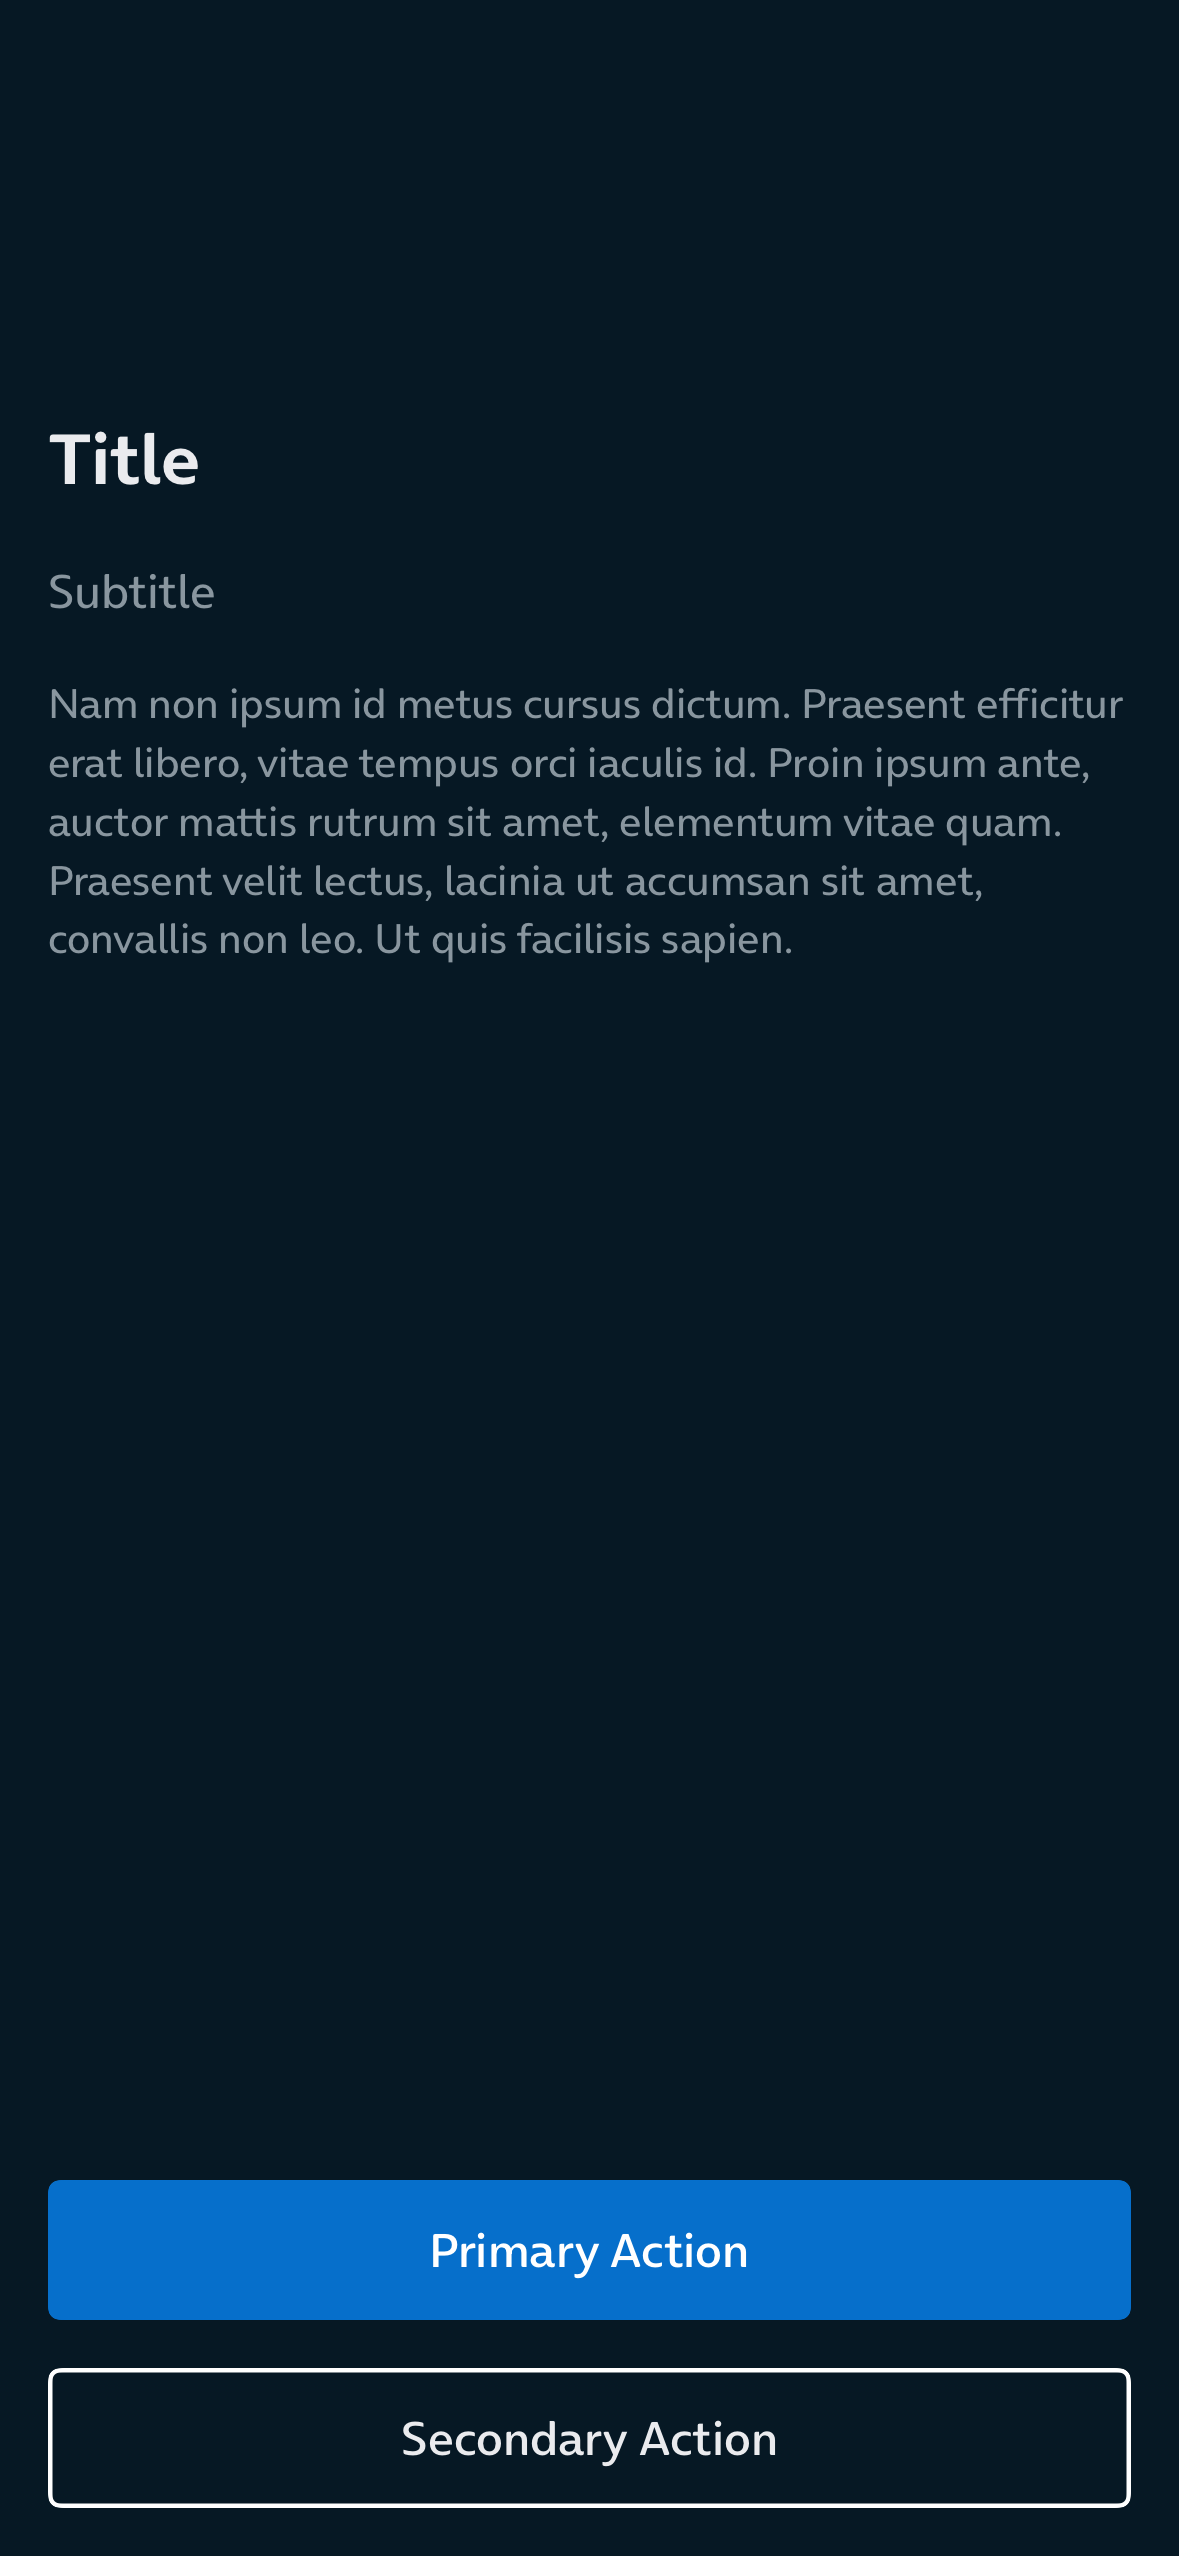 Title
Subtitle
Nam non ipsum id metus cursus dictum. Praesent efficitur
erat libero, vitae tempus orci iaculis id. Proin ipsum ante,
auctor mattis rutrum sit amet, elementum vitae quam.
Praesent velit lectus, lacinia ut accumsan sit amet,
convallis non leo. Ut quis facilisis sapien.
Primary Action
Secondary Action